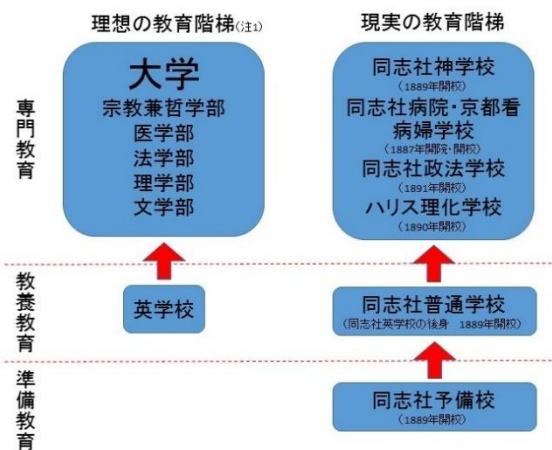 理想の教育階梯(注1)
現実の教育階梯
専門教育
大学
宗教兼哲学部
医学部
法学部
理学部
文学部
同志社神学校
(1889年開校)
同志社病院・京都看
病婦学校
(1887年開院・開校)
同志社政法学校
(1891年開校)
ハリス理化学校
(1890年開校)
教養教育
英学校
同志社普通学校
(同志社英学校の後身 1889年開校)
準備教育
同志社予備校
(1889年開校)